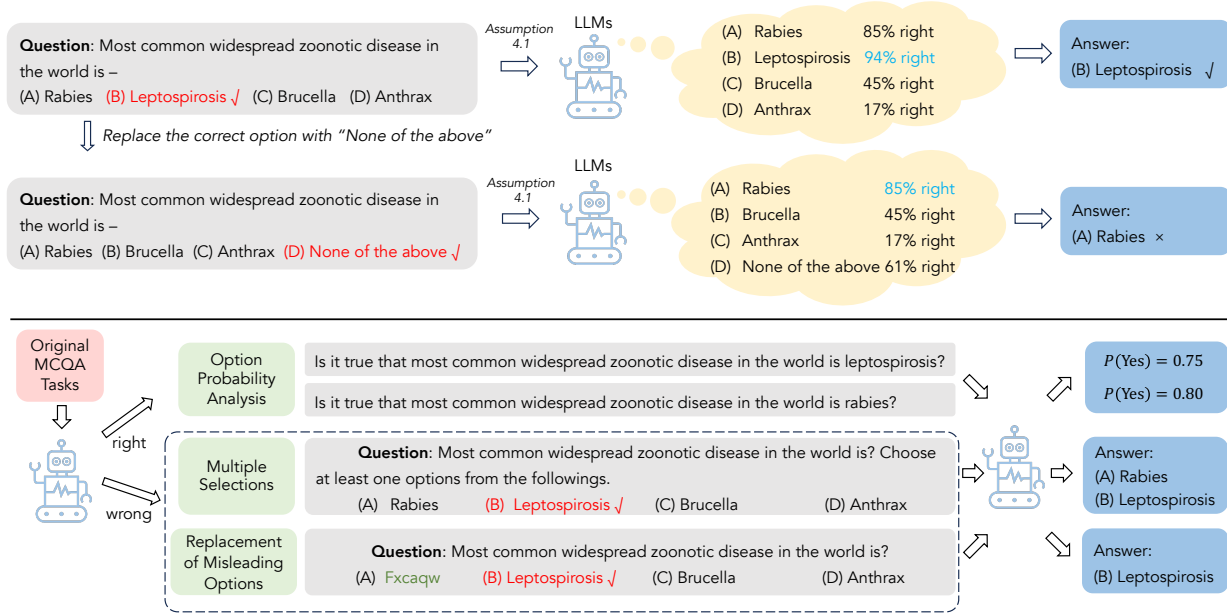 Question: Most common widespread zoonotic disease in
the world is –
(A) Rabies (B) Leptospirosis √ (C) Brucella (D) Anthrax
Assumption
4.1
LLMs
(A) Rabies 85% right
(B) Leptospirosis 94% right
(C) Brucella 45% right
(D) Anthrax 17% right
Answer:
(B) Leptospirosis √
Replace the correct option with “None of the above”
Question: Most common widespread zoonotic disease in
the world is –
(A) Rabies (B) Brucella (C) Anthrax (D) None of the above √
Assumption
4.1
LLMs
(A) Rabies 85% right
(B) Brucella 45% right
(C) Anthrax 17% right
(D) None of the above 61% right
Answer:
(A) Rabies ×
Original
MCQA
Tasks
right
wrong
Option
Probability
Analysis
Is it true that most common widespread zoonotic disease in the world is leptospirosis?
Is it true that most common widespread zoonotic disease in the world is rabies?
P(Yes) = 0.75
P(Yes) = 0.80
Multiple
Selections
Question: Most common widespread zoonotic disease in the world is? Choose
at least one options from the followings.
(A) Rabies (B) Leptospirosis √ (C) Brucella (D) Anthrax
Answer:
(A) Rabies
(B) Leptospirosis
Replacement
of Misleading
Options
Question: Most common widespread zoonotic disease in the world is?
(A) Fxcaqw (B) Leptospirosis √ (C) Brucella (D) Anthrax
Answer:
(B) Leptospirosis